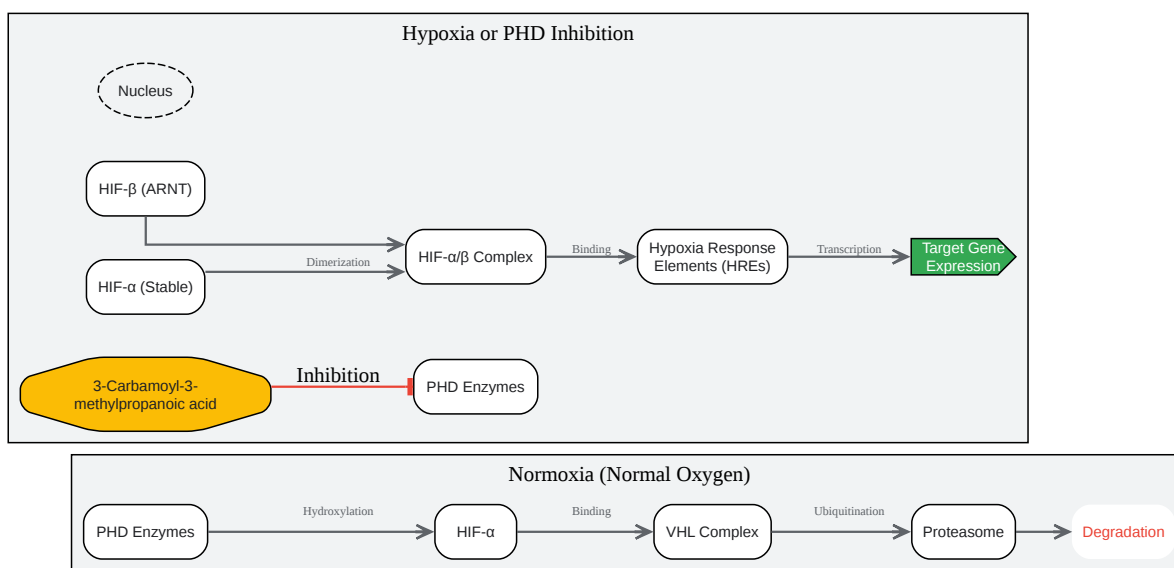 Hypoxia or PHD Inhibition
Nucleus
HIF-β (ARNT)
HIF-α (Stable)
Dimerization
HIF-α/β Complex
Binding
Hypoxia Response
Elements (HREs)
Transcription
Target Gene
Expression
3-Carbamoyl-3-
methylpropanoic acid
Inhibition
PHD Enzymes
Normoxia (Normal Oxygen)
PHD Enzymes
Hydroxylation
HIF-α
Binding
VHL Complex
Ubiquitination
Proteasome
Degradation